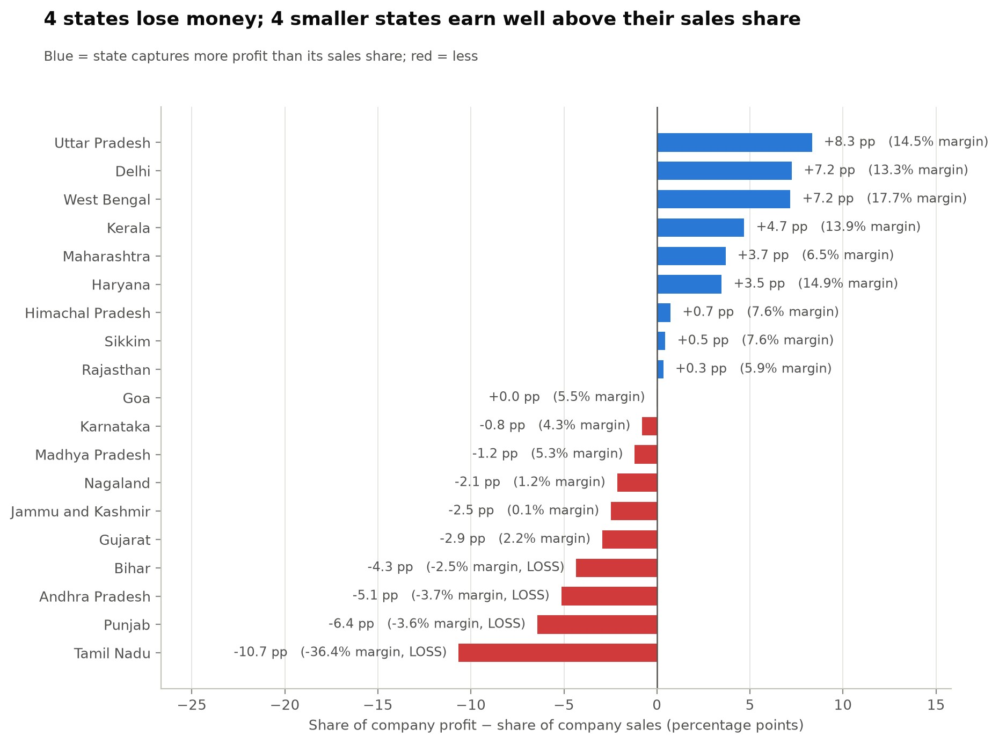 4 states lose money; 4 smaller states earn well above their sales share
Blue = state captures more profit than its sales share; red = less
Uttar Pradesh +8.3 pp (14.5% margin)
Delhi +7.2 pp (13.3% margin)
West Bengal +7.2 pp (17.7% margin)
Kerala +4.7 pp (13.9% margin)
Maharashtra +3.7 pp (6.5% margin)
Haryana +3.5 pp (14.9% margin)
Himachal Pradesh +0.7 pp (7.6% margin)
Sikkim +0.5 pp (7.6% margin)
Rajasthan +0.3 pp (5.9% margin)
Goa +0.0 pp (5.5% margin)
Karnataka -0.8 pp (4.3% margin)
Madhya Pradesh -1.2 pp (5.3% margin)
Nagaland -2.1 pp (1.2% margin)
Jammu and Kashmir -2.5 pp (0.1% margin)
Gujarat -2.9 pp (2.2% margin)
Bihar -4.3 pp (-2.5% margin, LOSS)
Andhra Pradesh -5.1 pp (-3.7% margin, LOSS)
Punjab -6.4 pp (-3.6% margin, LOSS)
Tamil Nadu -10.7 pp (-36.4% margin, LOSS)
−25 −20 −15 −10 −5 0 5 10 15
Share of company profit − share of company sales (percentage points)